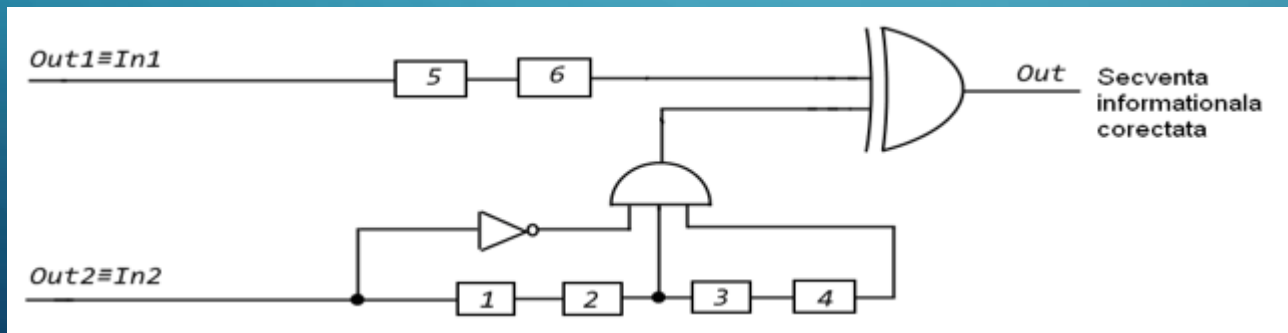 Out1≡In1
5
6
Out
Secventa
informationala
corectata
Out2≡In2
1
2
3
4